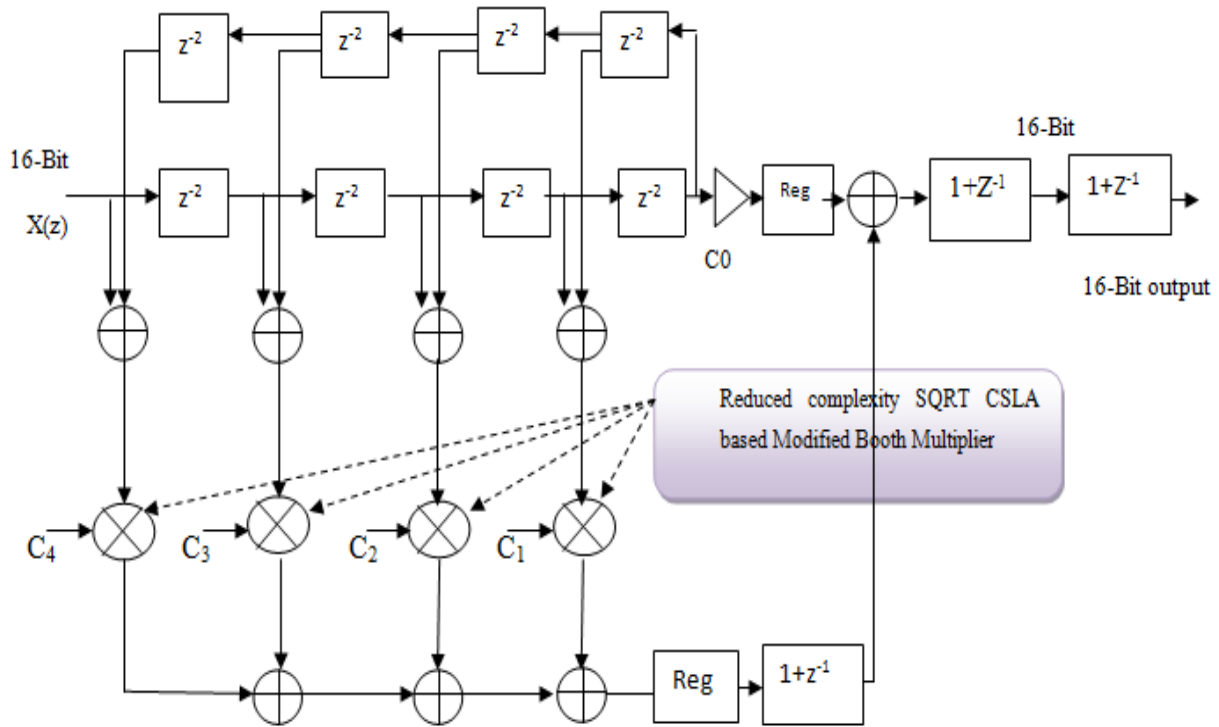 z⁻² z⁻² z⁻² z⁻²
16-Bit
16-Bit
X(z)
z⁻² z⁻² z⁻² z⁻²
Reg
1+Z⁻¹
1+Z⁻¹
C0
16-Bit output
Reduced complexity SQRT CSLA
based Modified Booth Multiplier
C₄ C₃ C₂ C₁
Reg
1+z⁻¹